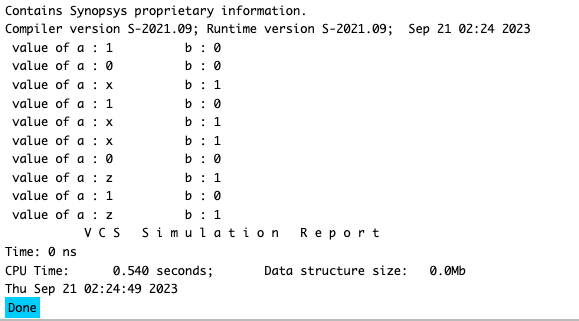 Contains Synopsys proprietary information.
Compiler version S-2021.09; Runtime version S-2021.09;  Sep 21 02:24 2023
 value of a : 1          b : 0
 value of a : 0          b : 0
 value of a : x          b : 1
 value of a : 1          b : 0
 value of a : x          b : 1
 value of a : x          b : 1
 value of a : 0          b : 0
 value of a : z          b : 1
 value of a : 1          b : 0
 value of a : z          b : 1
           V C S   S i m u l a t i o n   R e p o r t
Time: 0 ns
CPU Time:      0.540 seconds;       Data structure size:   0.0Mb
Thu Sep 21 02:24:49 2023
Done